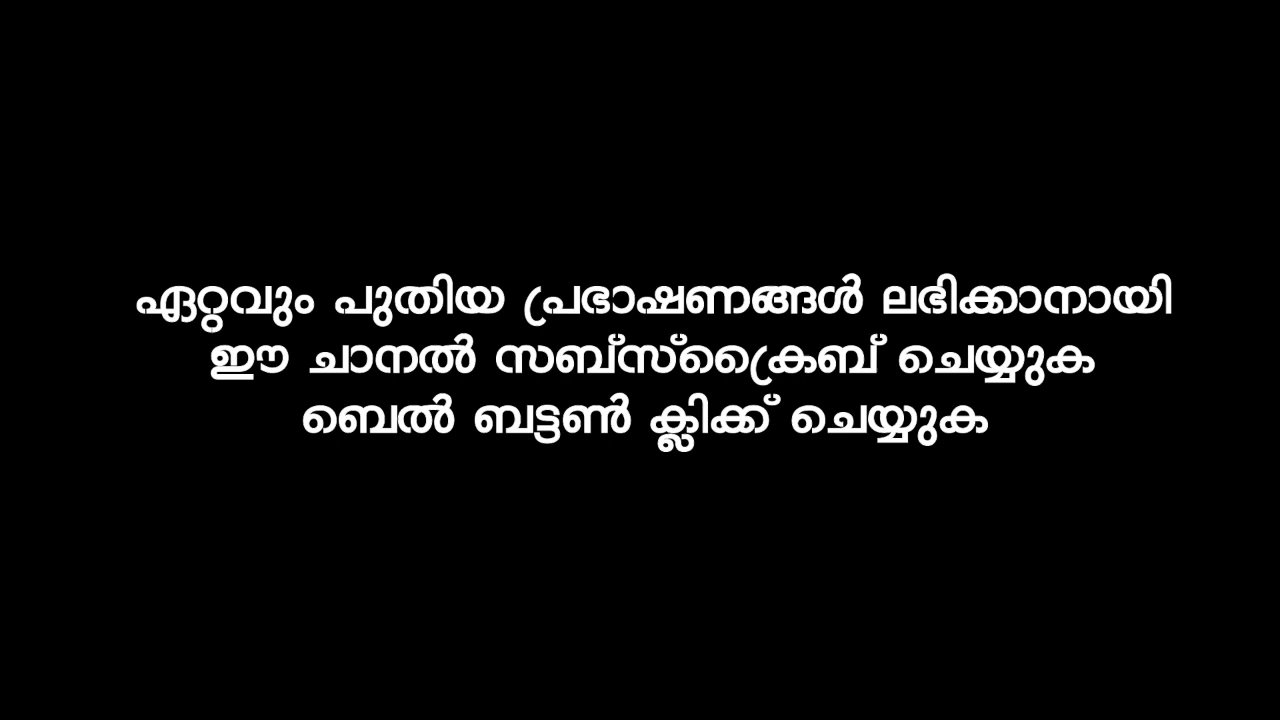 ഏറ്റവും പുതിയ പ്രഭാഷണങ്ങൾ ലഭിക്കാനായി
ഈ ചാനൽ സബ്സ്ക്രൈബ് ചെയ്യുക
ബെൽ ബട്ടൺ ക്ലിക്ക് ചെയ്യുക